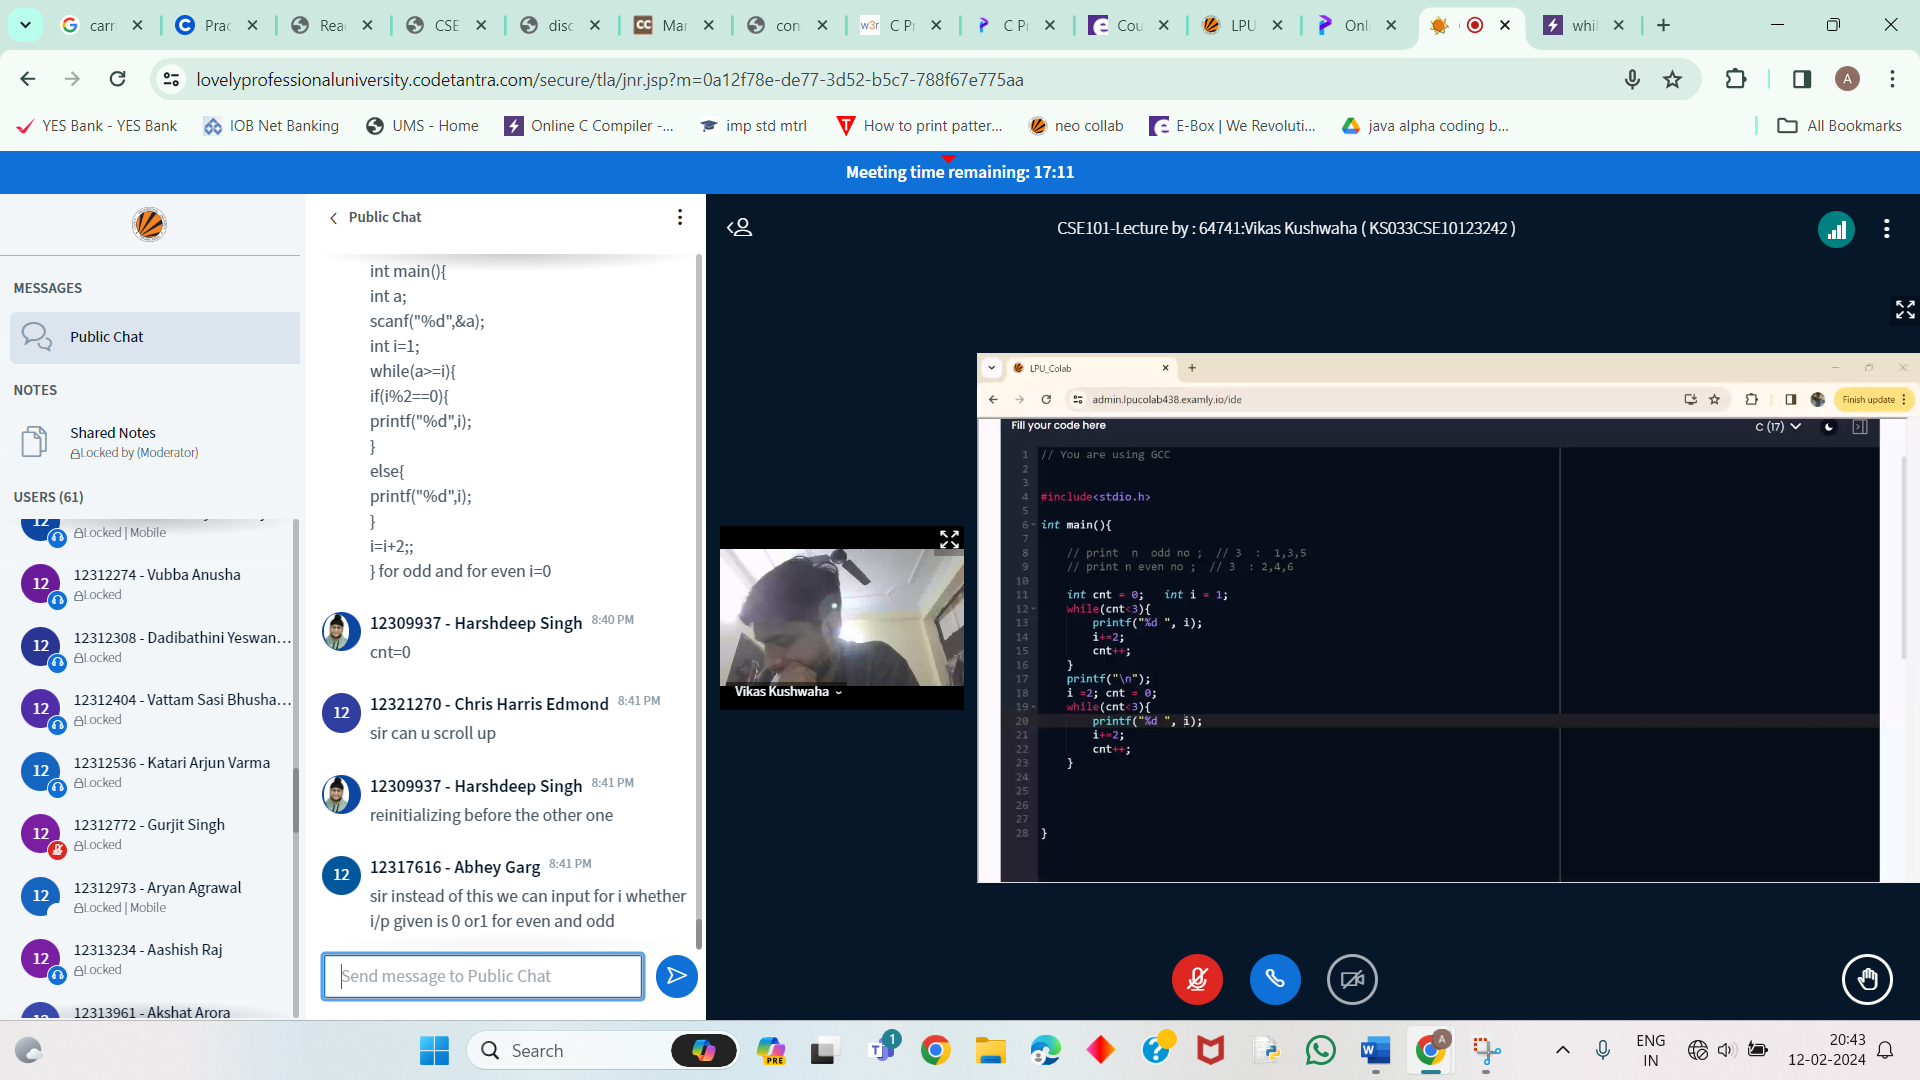 carr
Prac
Rea
CSE
disc
Mar
con
w3r C Pr
C Pr
Cou
LPU
Onli
whi
lovelyprofessionaluniversity.codetantra.com/secure/tla/jnr.jsp?m=0a12f78e-de77-3d52-b5c7-788f67e775aa
A
YES Bank - YES Bank
IOB Net Banking
UMS - Home
Online C Compiler -...
imp std mtrl
How to print patter...
neo collab
E-Box | We Revoluti...
java alpha coding b...
All Bookmarks
Meeting time remaining: 17:11
MESSAGES
Public Chat
NOTES
Shared Notes
Locked by (Moderator)
USERS (61)
12
Locked | Mobile
12
12312274 - Vubba Anusha
Locked
12
12312308 - Dadibathini Yeswan...
Locked
12
12312404 - Vattam Sasi Bhusha...
Locked
12
12312536 - Katari Arjun Varma
Locked
12
12312772 - Gurjit Singh
Locked
12
12312973 - Aryan Agrawal
Locked | Mobile
12
12313234 - Aashish Raj
Locked
12313961 - Akshat Arora
Public Chat
int main(){
int a;
scanf("%d",&a);
int i=1;
while(a>=i){
if(i%2==0){
printf("%d",i);
}
else{
printf("%d",i);
}
i=i+2;;
} for odd and for even i=0
12309937 - Harshdeep Singh 8:40 PM
cnt=0
12
12321270 - Chris Harris Edmond 8:41 PM
sir can u scroll up
12309937 - Harshdeep Singh 8:41 PM
reinitializing before the other one
12
12317616 - Abhey Garg 8:41 PM
sir instead of this we can input for i whether
i/p given is 0 or1 for even and odd
Send message to Public Chat
CSE101-Lecture by : 64741:Vikas Kushwaha ( KS033CSE10123242 )
Vikas Kushwaha
LPU_Colab
admin.lpucolab438.examly.io/ide
Finish update
Fill your code here
C (17)
1 // You are using GCC
2
3
4 #include<stdio.h>
5
6 int main(){
7
8 // print n odd no ; // 3 : 1,3,5
9 // print n even no ; // 3 : 2,4,6
10
11 int cnt = 0; int i = 1;
12 while(cnt<3){
13 printf("%d ", i);
14 i+=2;
15 cnt++;
16 }
17 printf("\n");
18 i =2; cnt = 0;
19 while(cnt<3){
20 printf("%d ", i);
21 i+=2;
22 cnt++;
23 }
24
25
26
27
28 }
Search
PRE
1
A
ENG
IN
20:43
12-02-2024